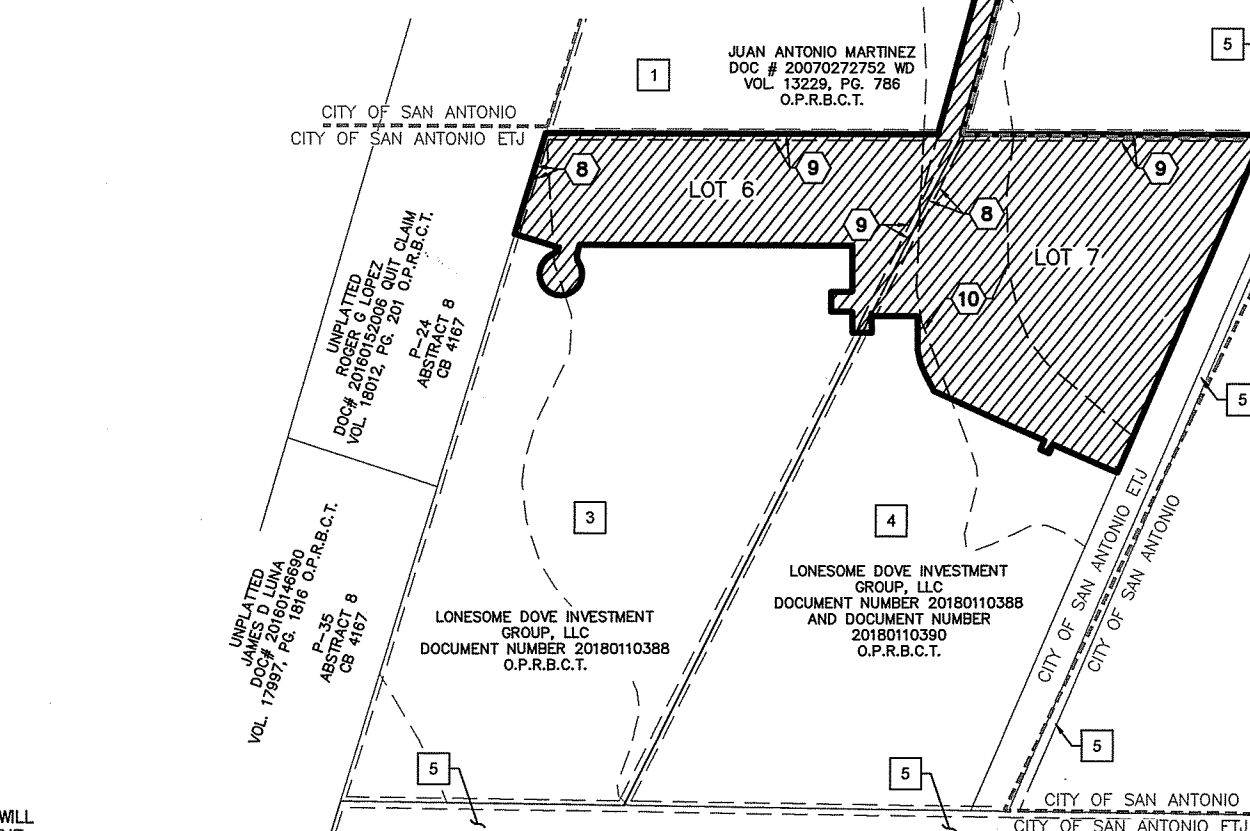 5
JUAN ANTONIO MARTINEZ
DOC # 20070272752 WD
VOL. 13229, PG. 786
O.P.R.B.C.T.
1
CITY OF SAN ANTONIO
CITY OF SAN ANTONIO ETJ
8
9
9
LOT 6
9
8
LOT 7
10
UNPLATTED
ROGER G LOPEZ
DOC# 20160152006 QUIT CLAIM
VOL. 18012, PG. 201 O.P.R.B.C.T.
P-24
ABSTRACT 8
CB 4167
5
3
4
UNPLATTED
JAMES D LUNA
DOC# 20160146690
VOL. 17997, PG. 1816 O.P.R.B.C.T.
P-35
ABSTRACT 8
CB 4167
LONESOME DOVE INVESTMENT
GROUP, LLC
DOCUMENT NUMBER 20180110388
O.P.R.B.C.T.
LONESOME DOVE INVESTMENT
GROUP, LLC
DOCUMENT NUMBER 20180110388
AND DOCUMENT NUMBER
20180110390
O.P.R.B.C.T.
CITY OF SAN ANTONIO ETJ
CITY OF SAN ANTONIO
5
5
5
CITY OF SAN ANTONIO
CITY OF SAN ANTONIO ETJ
WILL